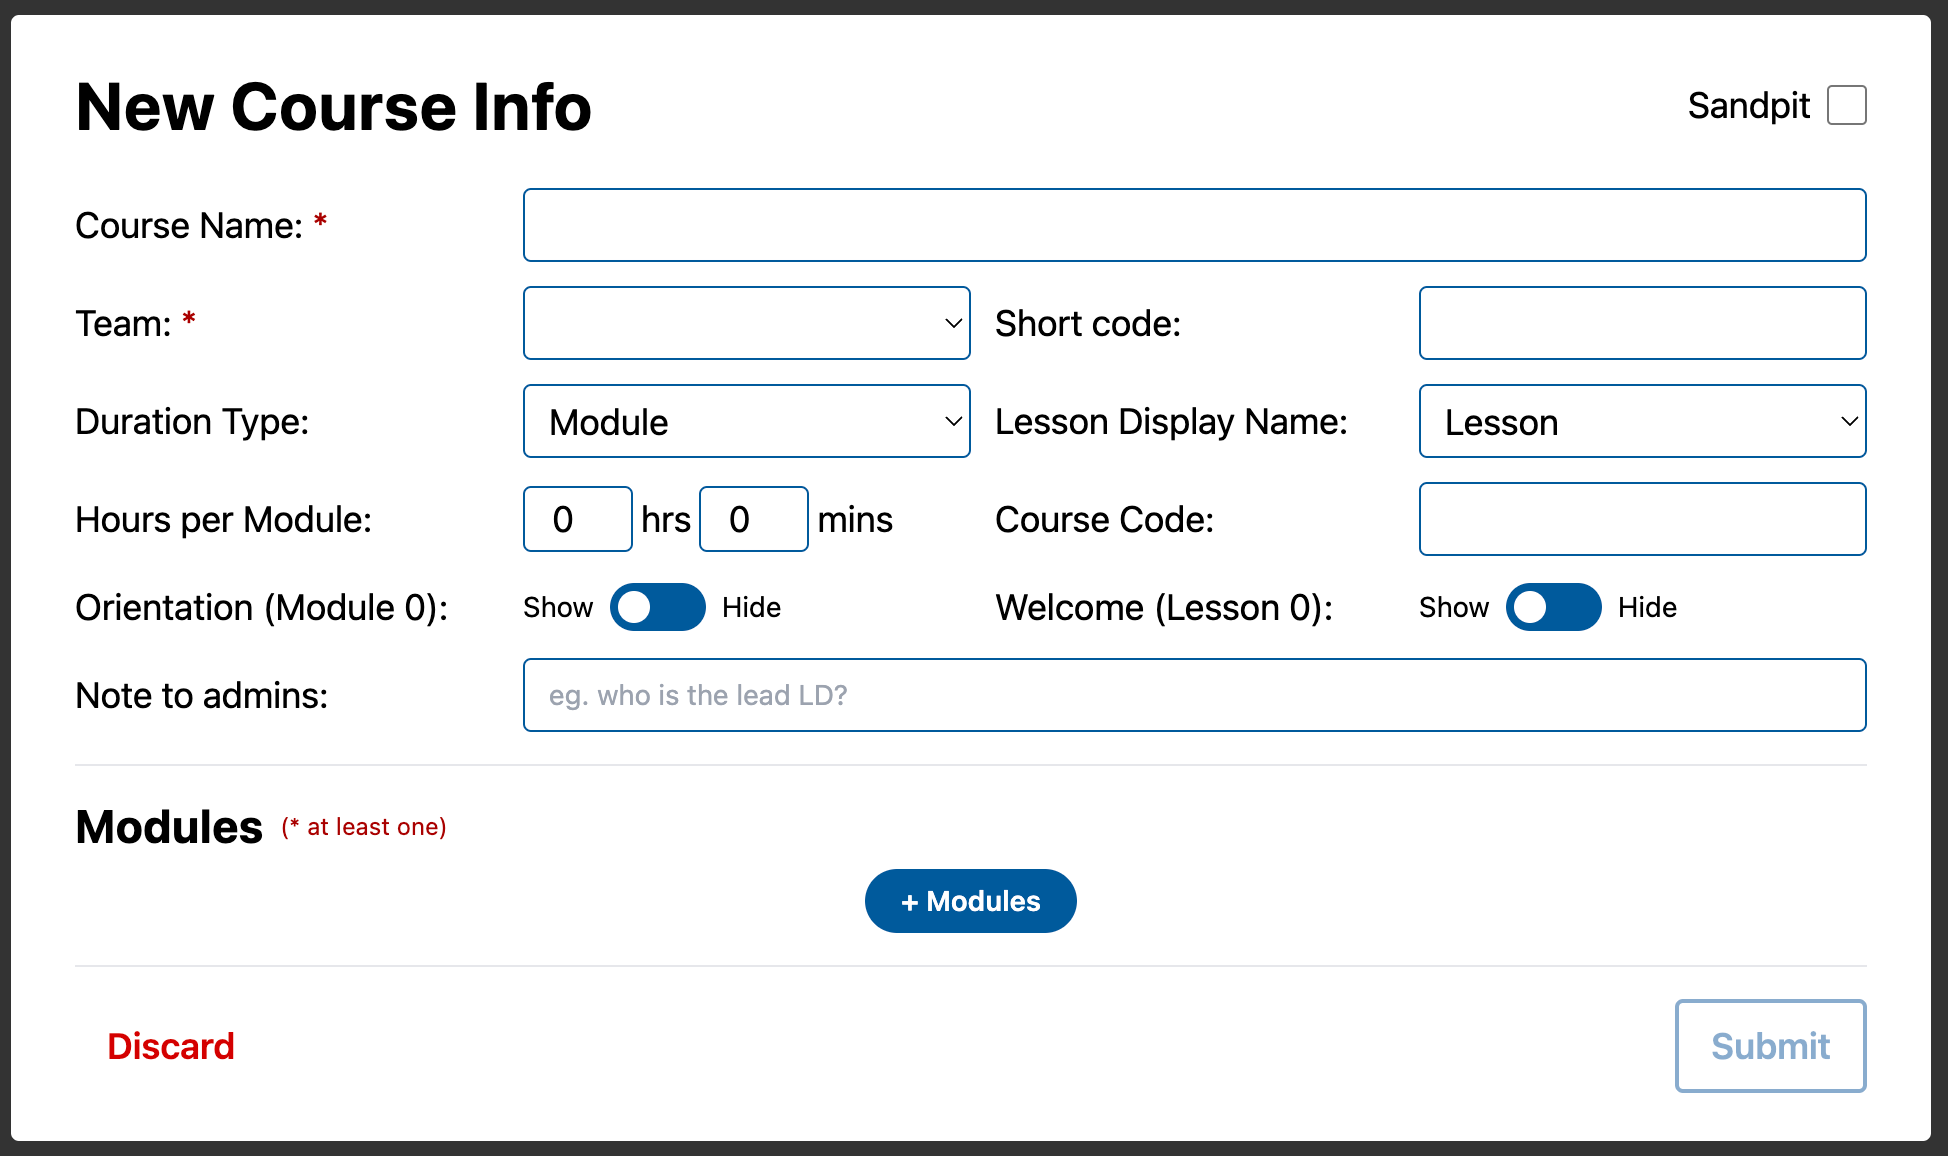 New Course Info
Sandpit
Course Name: *
Team: *
Short code:
Duration Type:
Module
Lesson Display Name:
Lesson
Hours per Module:
0 hrs 0 mins
Course Code:
Orientation (Module 0):
Show Hide
Welcome (Lesson 0):
Show Hide
Note to admins:
eg. who is the lead LD?
Modules (* at least one)
+ Modules
Discard
Submit